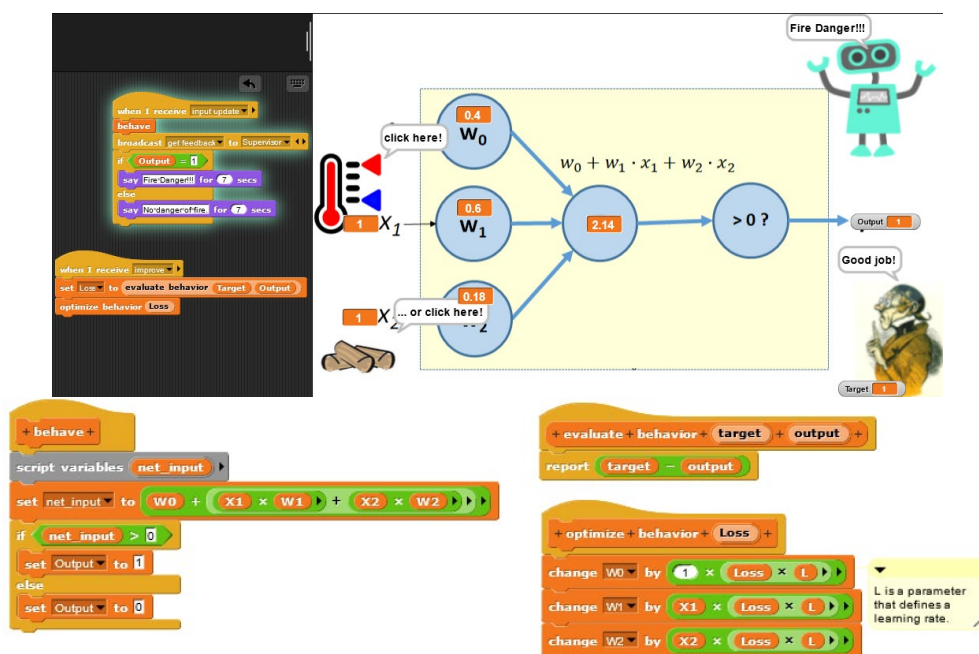 when I receive input update
behave
broadcast get feedback to Supervisor
if Output = 1
say Fire Danger!!! for 7 secs
else
say No danger of fire. for 7 secs
when I receive improve
set Loss to evaluate behavior Target Output
optimize behavior Loss
Fire Danger!!!
0.4
w0
click here!
w0 + w1 · x1 + w2 · x2
1 X1
0.6
w1
2.14
> 0 ?
Output 1
Good job!
0.18
1 X2
... or click here!
2
Target 1
+ behave +
script variables net_input
set net_input to W0 + X1 × W1 + X2 × W2
if net_input > 0
set Output to 1
else
set Output to 0
+ evaluate + behavior + target + output +
report target − output
+ optimize + behavior + Loss +
change W0 by 1 × Loss × L
change W1 by X1 × Loss × L
change W2 by X2 × Loss × L
L is a parameter
that defines a
learning rate.